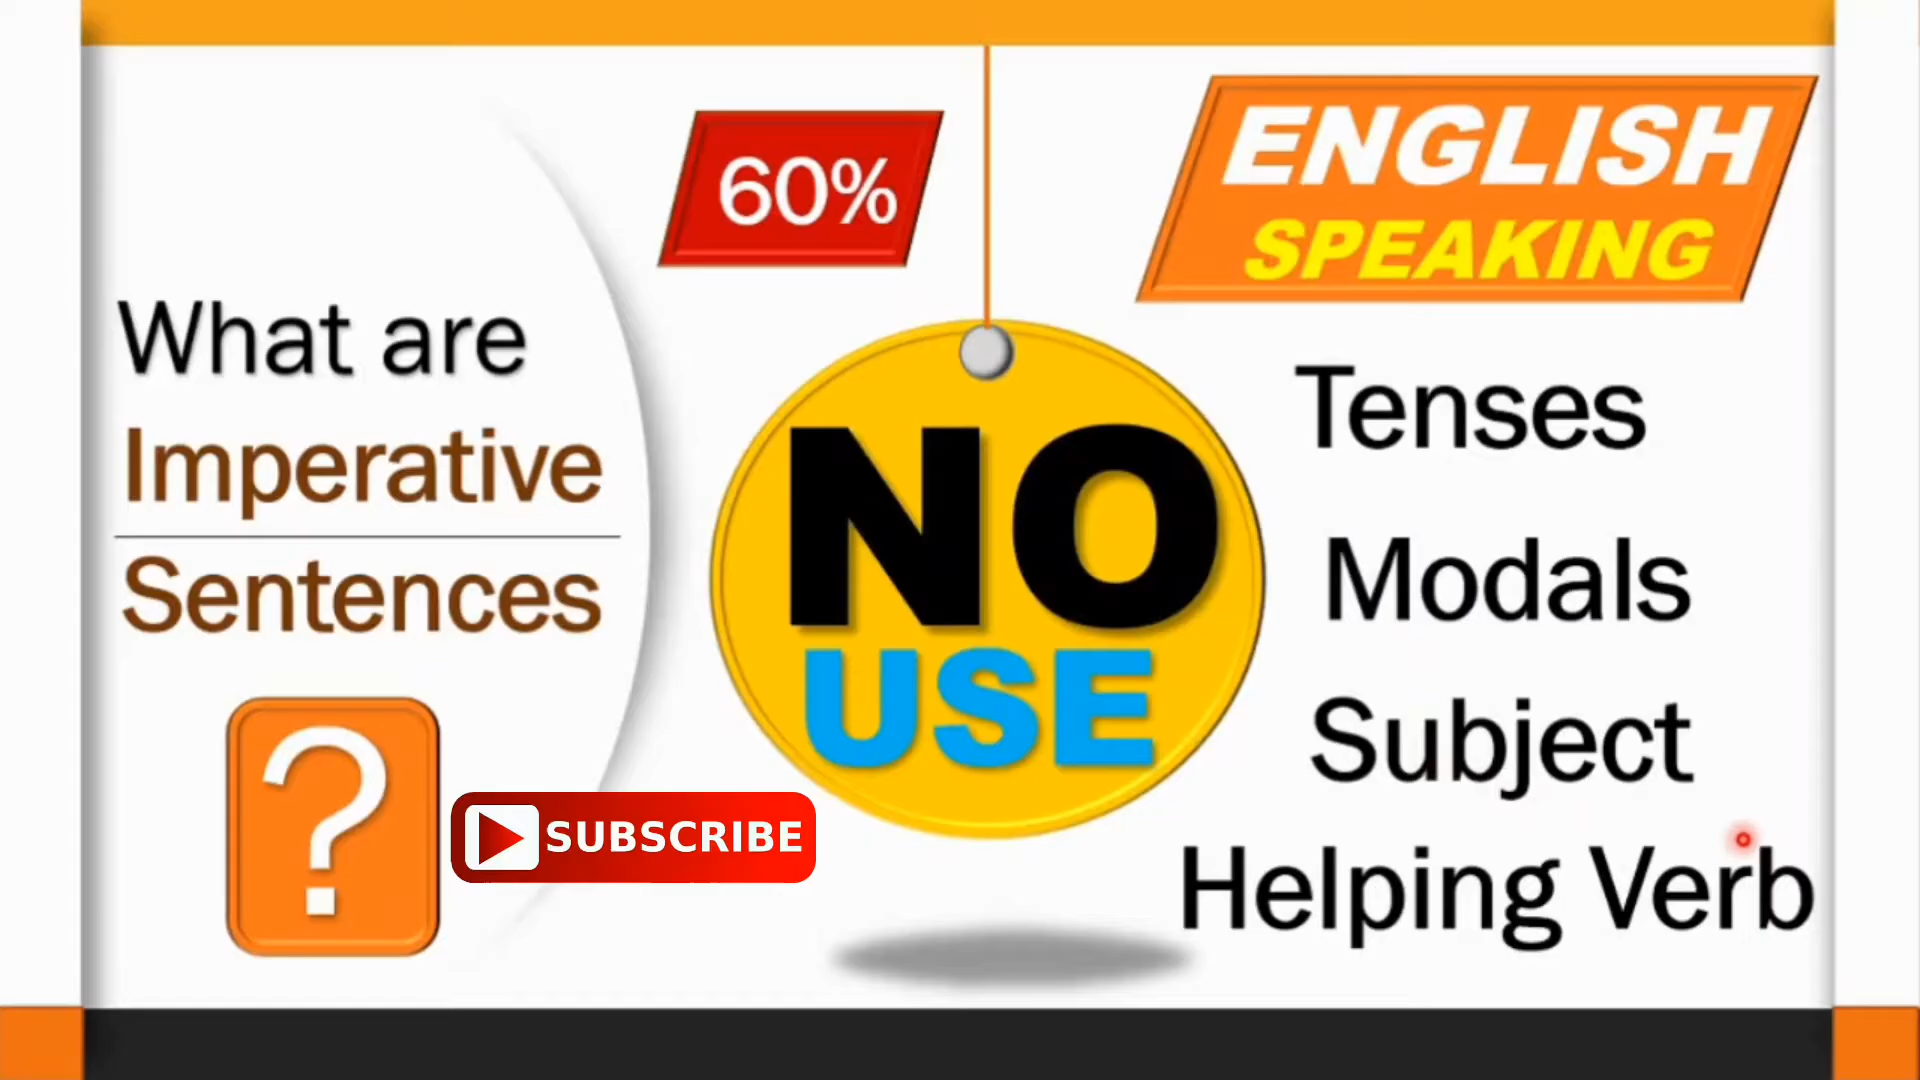 What are
Imperative
Sentences
?
SUBSCRIBE
60%
NO
USE
ENGLISH
SPEAKING
Tenses
Modals
Subject
Helping Verb